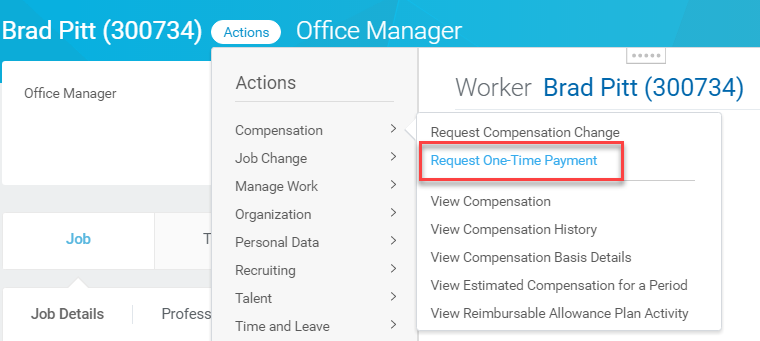 Brad Pitt (300734) Actions Office Manager
Office Manager
Actions
Worker Brad Pitt (300734)
Compensation
Job Change
Manage Work
Organization
Personal Data
Recruiting
Talent
Time and Leave
Request Compensation Change
Request One-Time Payment
View Compensation
View Compensation History
View Compensation Basis Details
View Estimated Compensation for a Period
View Reimbursable Allowance Plan Activity
Job T
Job Details Profess